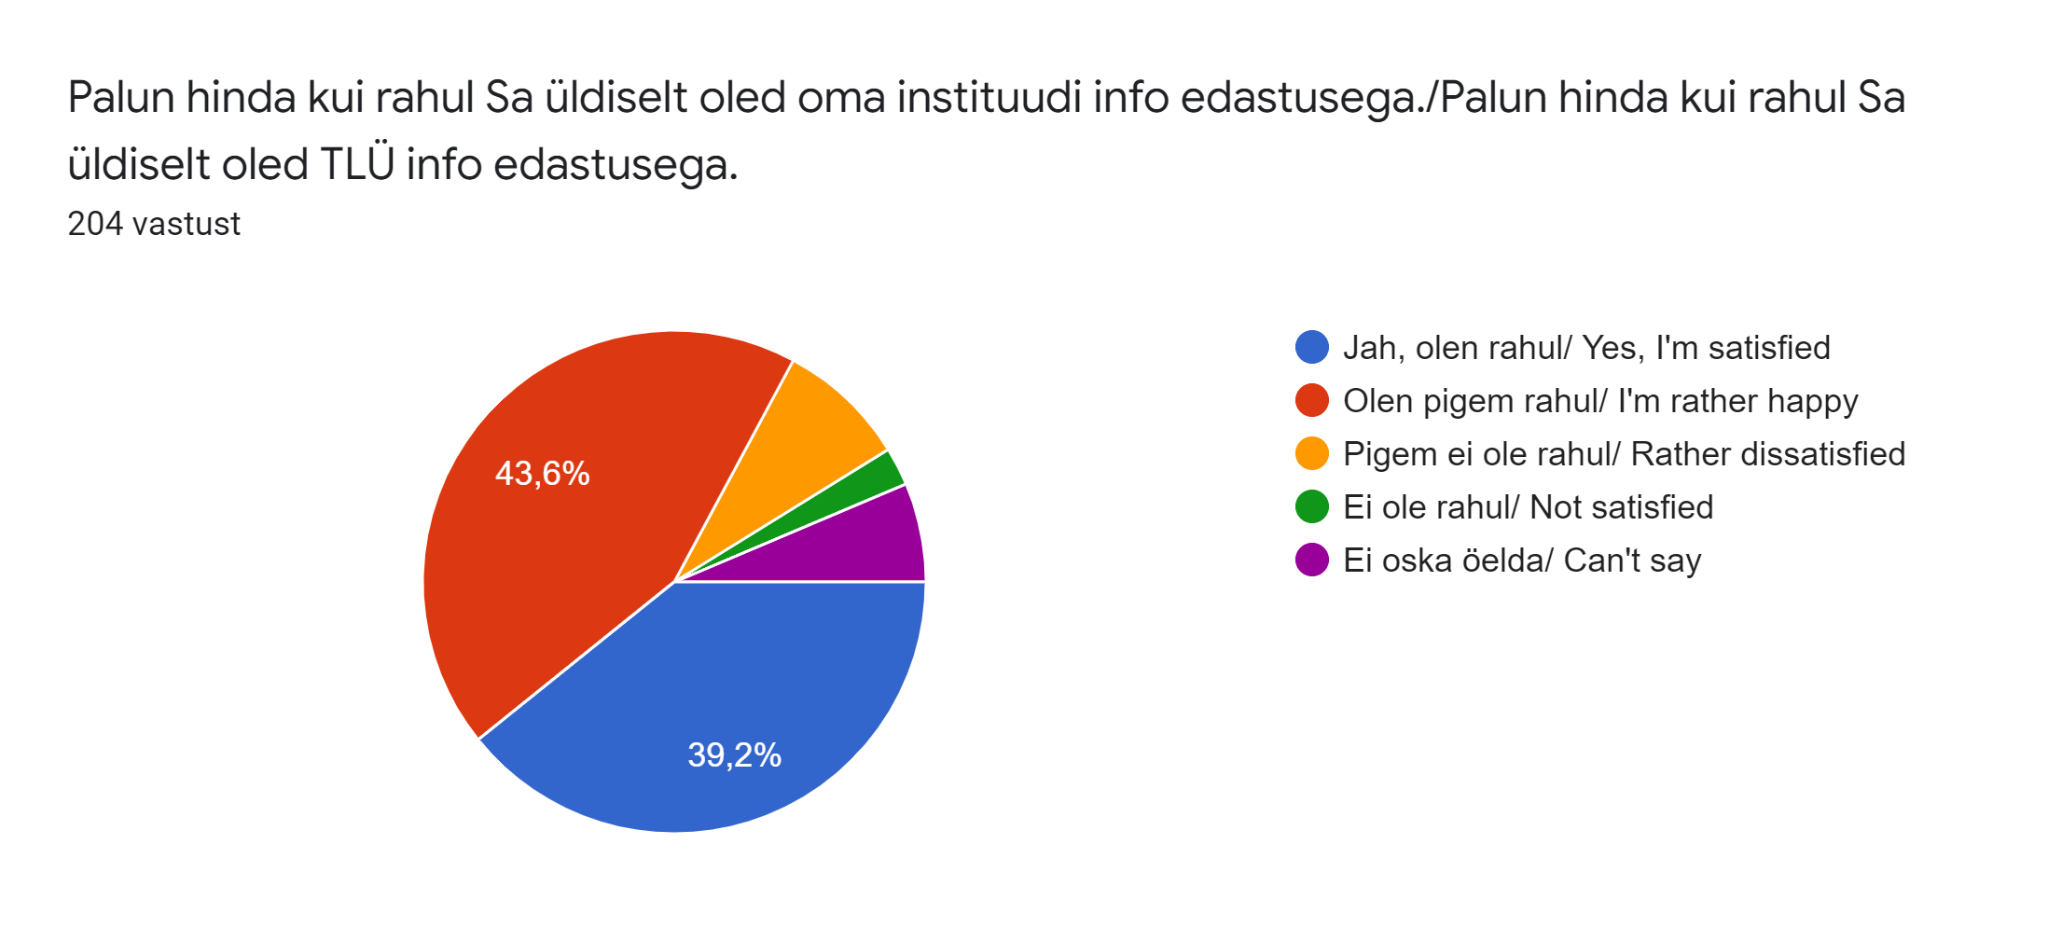 Palun hinda kui rahul Sa üldiselt oled oma instituudi info edastusega./Palun hinda kui rahul Sa
üldiselt oled TLÜ info edastusega.
204 vastust
43,6%
39,2%
Jah, olen rahul/ Yes, I'm satisfied
Olen pigem rahul/ I'm rather happy
Pigem ei ole rahul/ Rather dissatisfied
Ei ole rahul/ Not satisfied
Ei oska öelda/ Can't say